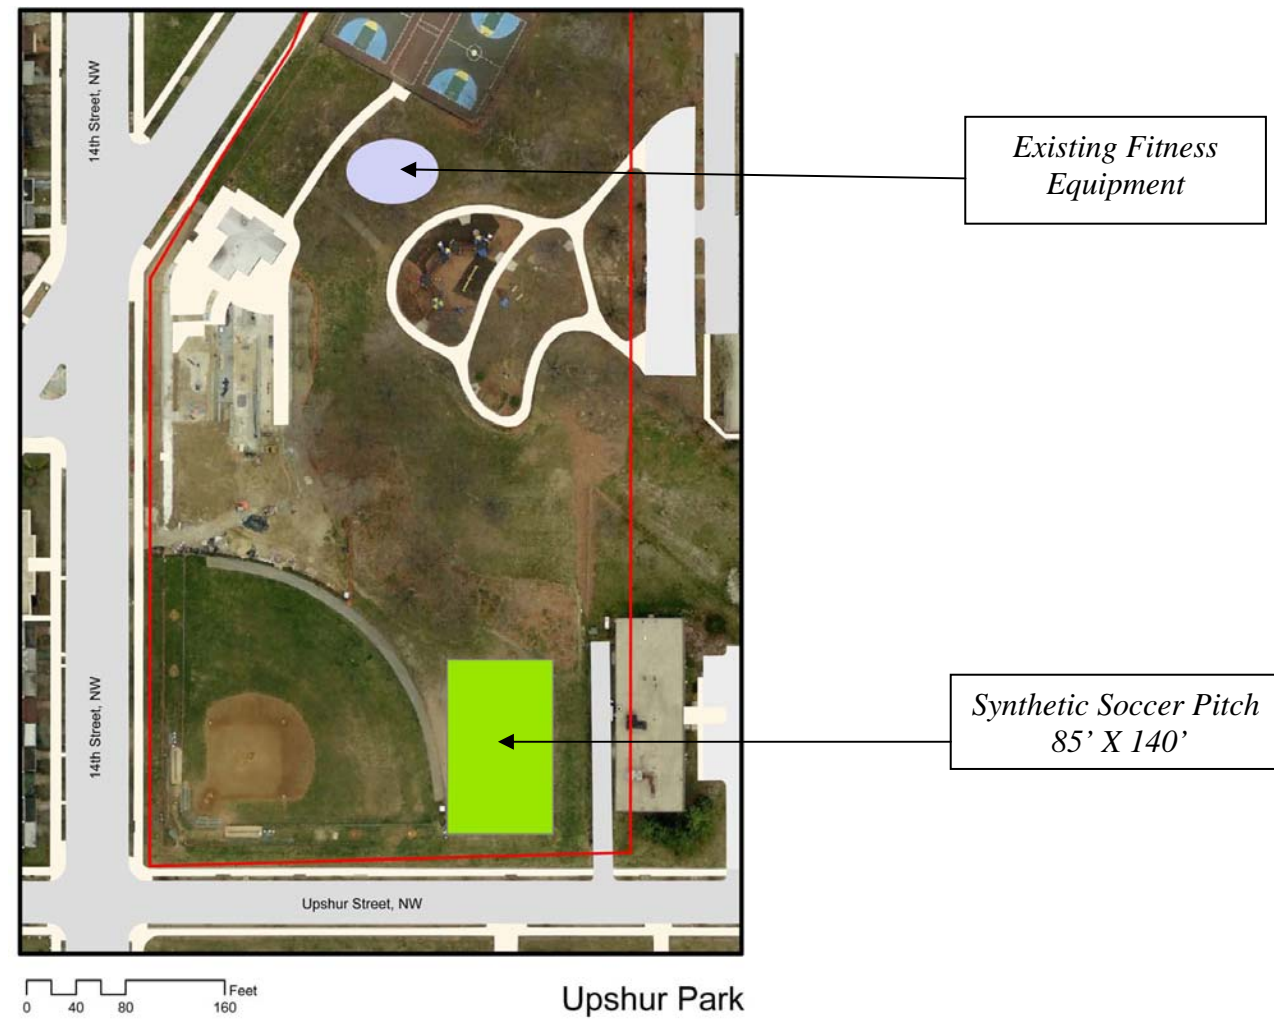 14th Street, NW
Existing Fitness
Equipment
14th Street, NW
Synthetic Soccer Pitch
85’ X 140’
Upshur Street, NW
Feet
0 40 80 160
Upshur Park